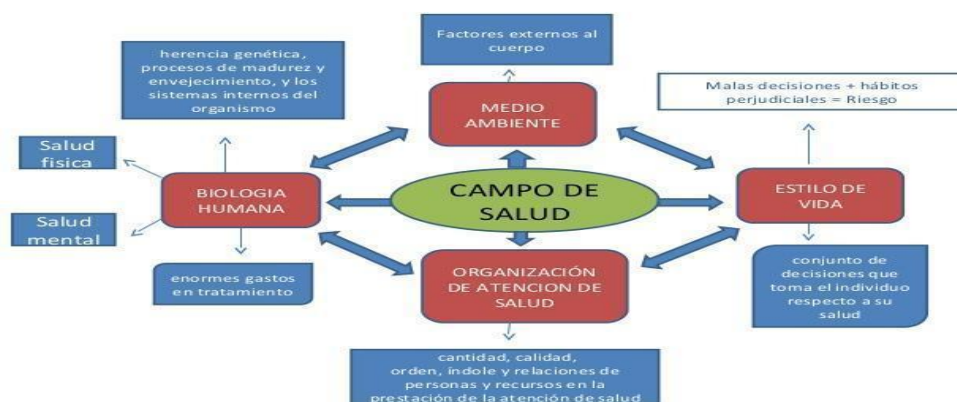 Factores externos al
cuerpo
herencia genética,
procesos de madurez y
envejecimiento, y los
sistemas internos del
organismo
Malas decisiones + hábitos
perjudiciales = Riesgo
MEDIO
AMBIENTE
Salud
fisica
BIOLOGIA
HUMANA
CAMPO DE
SALUD
ESTILO DE
VIDA
Salud
mental
enormes gastos
en tratamiento
ORGANIZACIÓN
DE ATENCION DE
SALUD
conjunto de
decisiones que
toma el individuo
respecto a su
salud
cantidad, calidad,
orden, índole y relaciones de
personas y recursos en la
prestación de la atención de salud